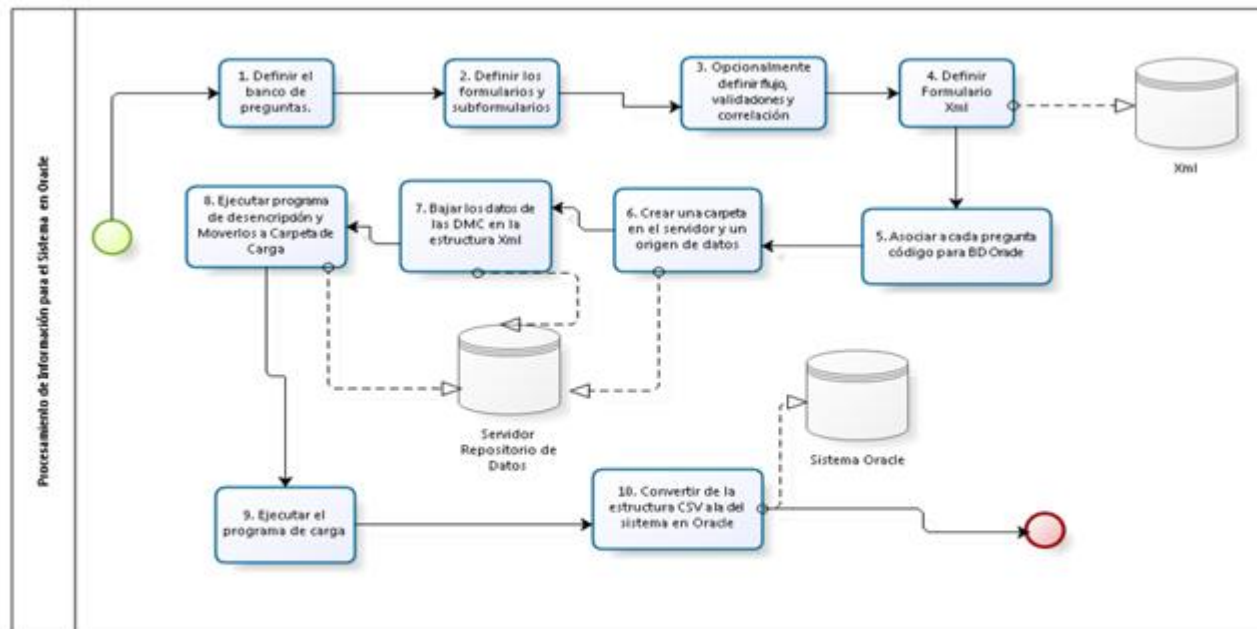 Procesamiento de Información para el Sistema en Oracle
1. Definir el
banco de
preguntas.
2. Definir los
formularios y
subformularios
3. Opcionalmente
definir flujo,
validadones y
correlación
4. Definir
Formulario
Xml
Xml
8. Ejecutar programa
de desencripdón y
Moverlos a Carpeta de
Carga
7. Bajar los datos de
las DMC en la
estructura Xml
6. Crear una carpeta
en el servidor y un
origen de datos
5. Asociar a cada pregunta
código para BD Orade
Servidor
Repositorio de
Datos
Sistema Oracle
9. Ejecutar el
programa de carga
10. Convertir de la
estructura CSV ala del
sistema en Oracle